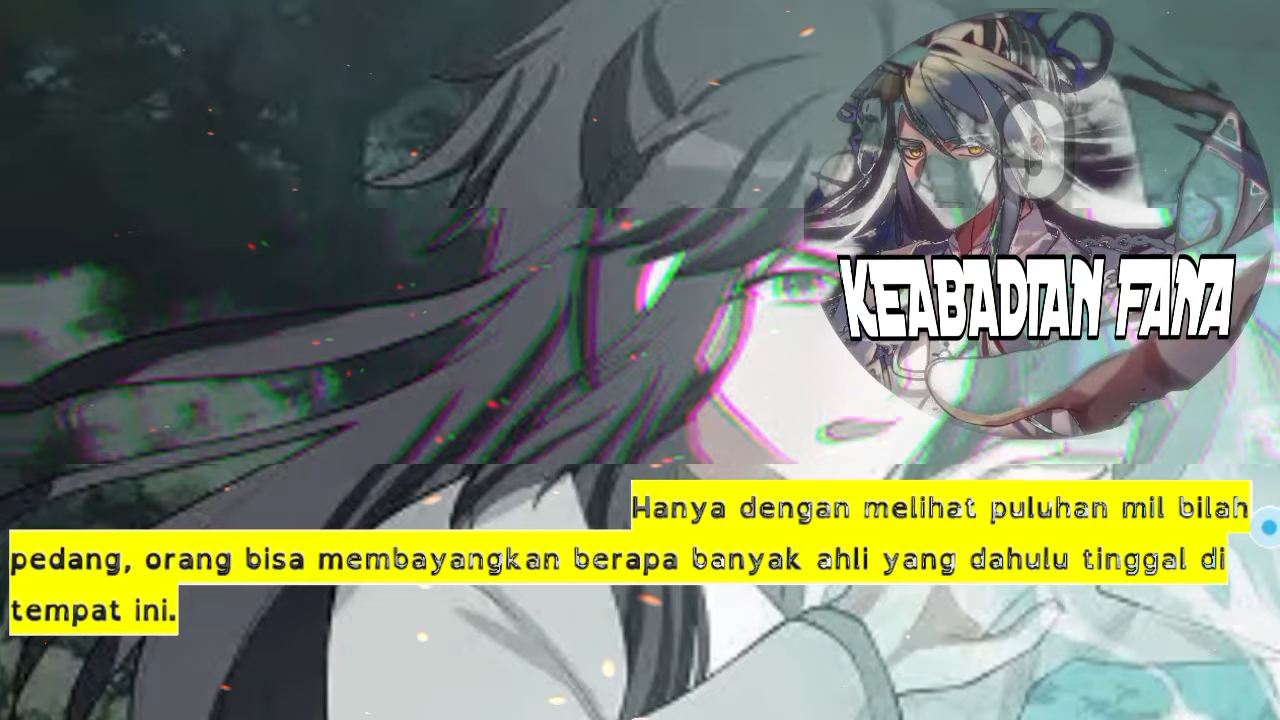 9
KEABADIAN FANA
Hanya dengan melihat puluhan mil bilah
pedang, orang bisa membayangkan berapa banyak ahli yang dahulu tinggal di
tempat ini.